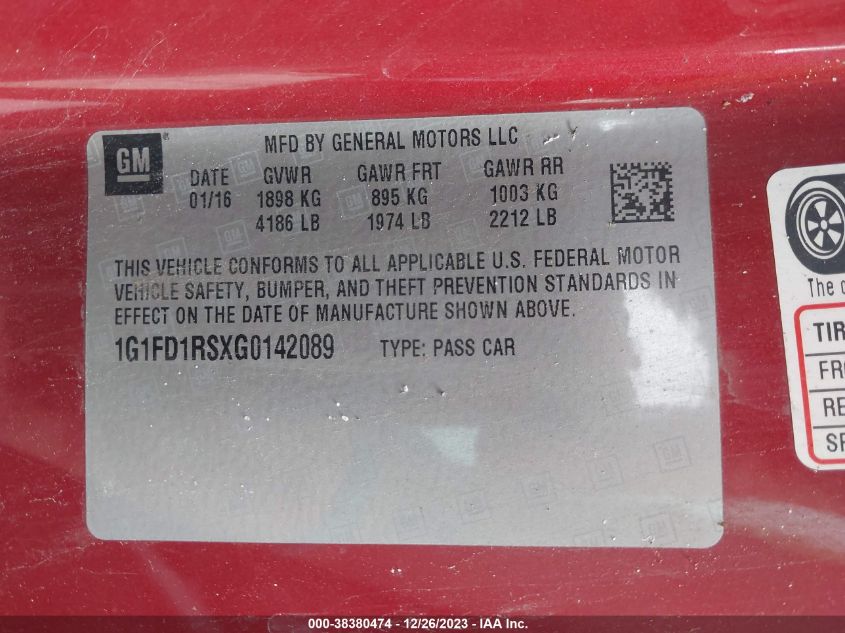 GM
MFD BY GENERAL MOTORS LLC
DATE GVWR GAWR FRT GAWR RR
01/16 1898 KG 895 KG 1003 KG
4186 LB 1974 LB 2212 LB
THIS VEHICLE CONFORMS TO ALL APPLICABLE U.S. FEDERAL MOTOR
VEHICLE SAFETY, BUMPER, AND THEFT PREVENTION STANDARDS IN
EFFECT ON THE DATE OF MANUFACTURE SHOWN ABOVE.
1G1FD1RSXG0142089 TYPE: PASS CAR
The
TIR
FR
RE
SP
000-38380474 - 12/26/2023 - IAA Inc.